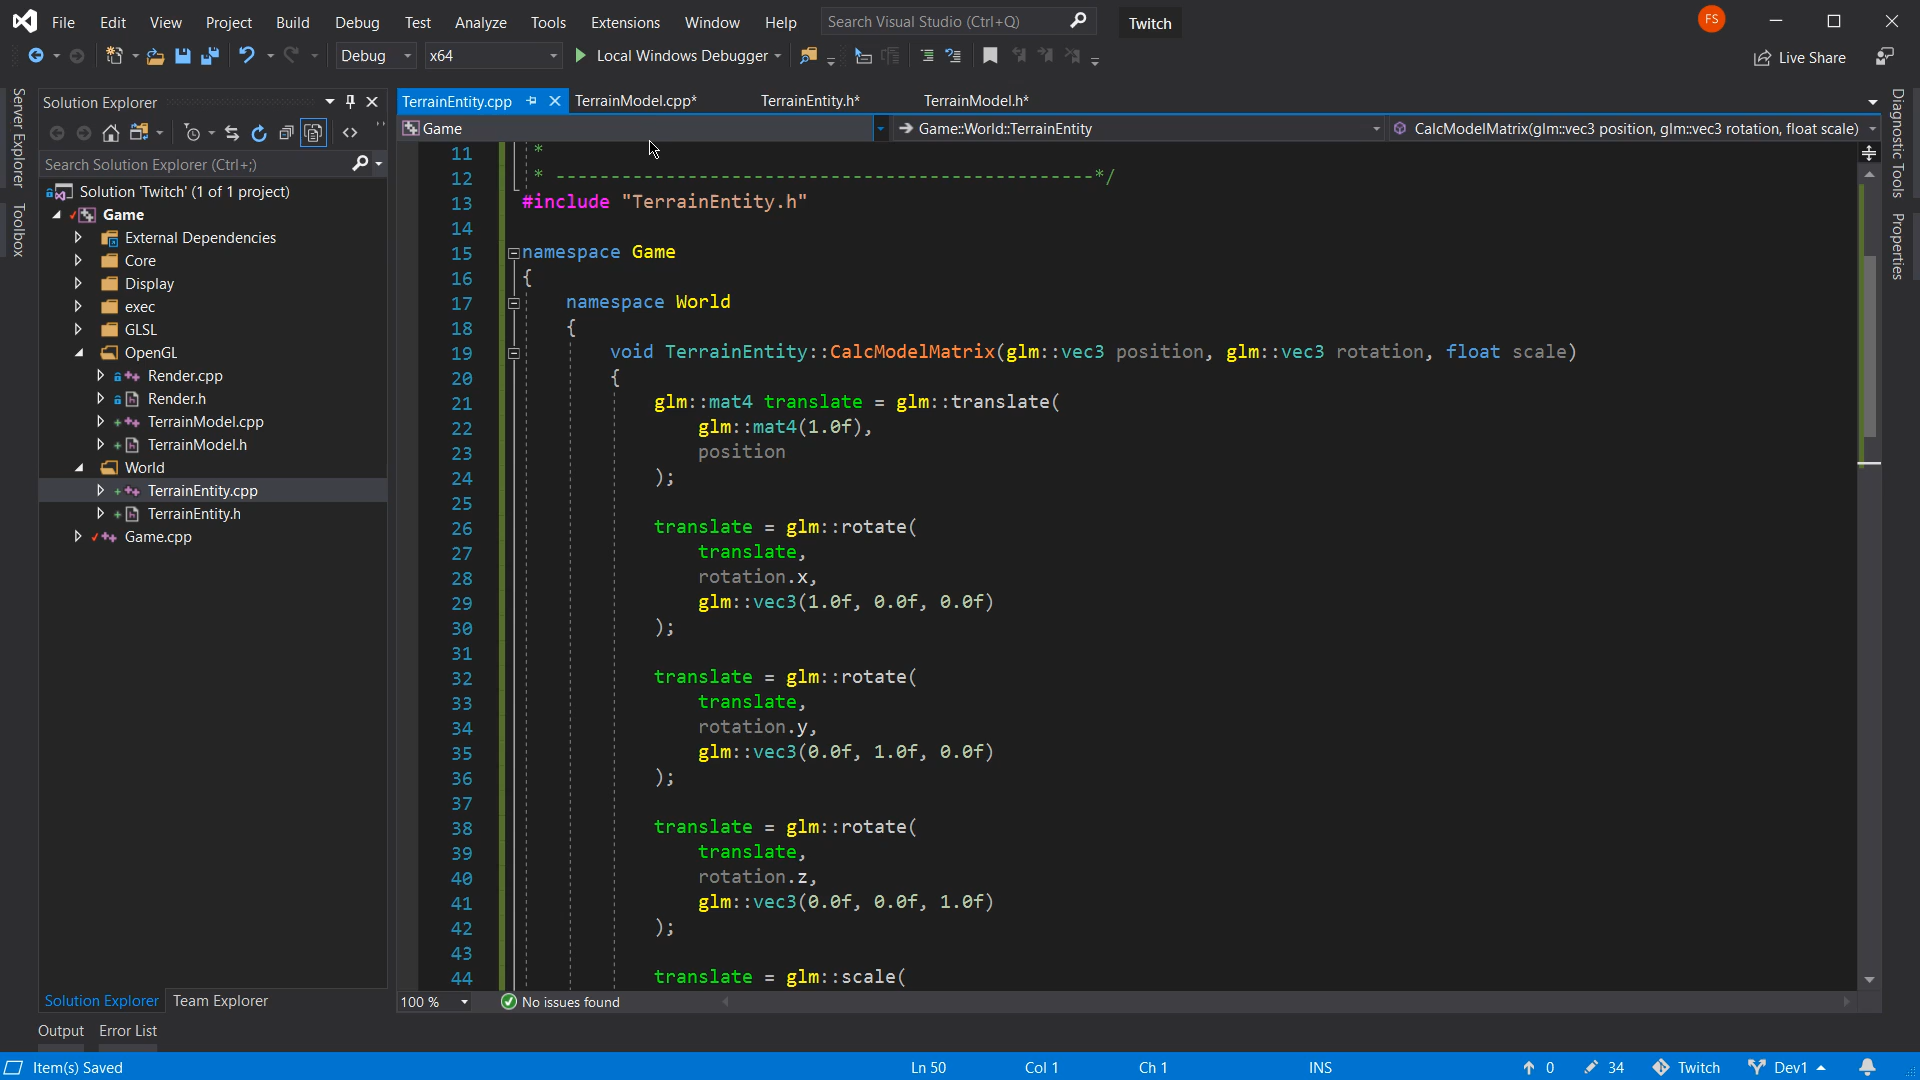 File Edit View Project Build Debug Test Analyze Tools Extensions Window Help Search Visual Studio (Ctrl+Q) Twitch FS
Debug x64 Local Windows Debugger Live Share
Server Explorer
Toolbox
Solution Explorer
Search Solution Explorer (Ctrl+;)
Solution 'Twitch' (1 of 1 project)
Game
External Dependencies
Core
Display
exec
GLSL
OpenGL
Render.cpp
Render.h
TerrainModel.cpp
TerrainModel.h
World
TerrainEntity.cpp
TerrainEntity.h
Game.cpp
Solution Explorer Team Explorer
TerrainEntity.cpp TerrainModel.cpp* TerrainEntity.h* TerrainModel.h*
Game Game::World::TerrainEntity CalcModelMatrix(glm::vec3 position, glm::vec3 rotation, float scale)
11 *
12 * -------------------------------------------------*/
13 #include "TerrainEntity.h"
14
15 namespace Game
16 {
17 namespace World
18 {
19 void TerrainEntity::CalcModelMatrix(glm::vec3 position, glm::vec3 rotation, float scale)
20 {
21 glm::mat4 translate = glm::translate(
22 glm::mat4(1.0f),
23 position
24 );
25
26 translate = glm::rotate(
27 translate,
28 rotation.x,
29 glm::vec3(1.0f, 0.0f, 0.0f)
30 );
31
32 translate = glm::rotate(
33 translate,
34 rotation.y,
35 glm::vec3(0.0f, 1.0f, 0.0f)
36 );
37
38 translate = glm::rotate(
39 translate,
40 rotation.z,
41 glm::vec3(0.0f, 0.0f, 1.0f)
42 );
43
44 translate = glm::scale(
100 % No issues found
Diagnostic Tools
Properties
Output Error List
Item(s) Saved Ln 50 Col 1 Ch 1 INS 0 34 Twitch Dev1